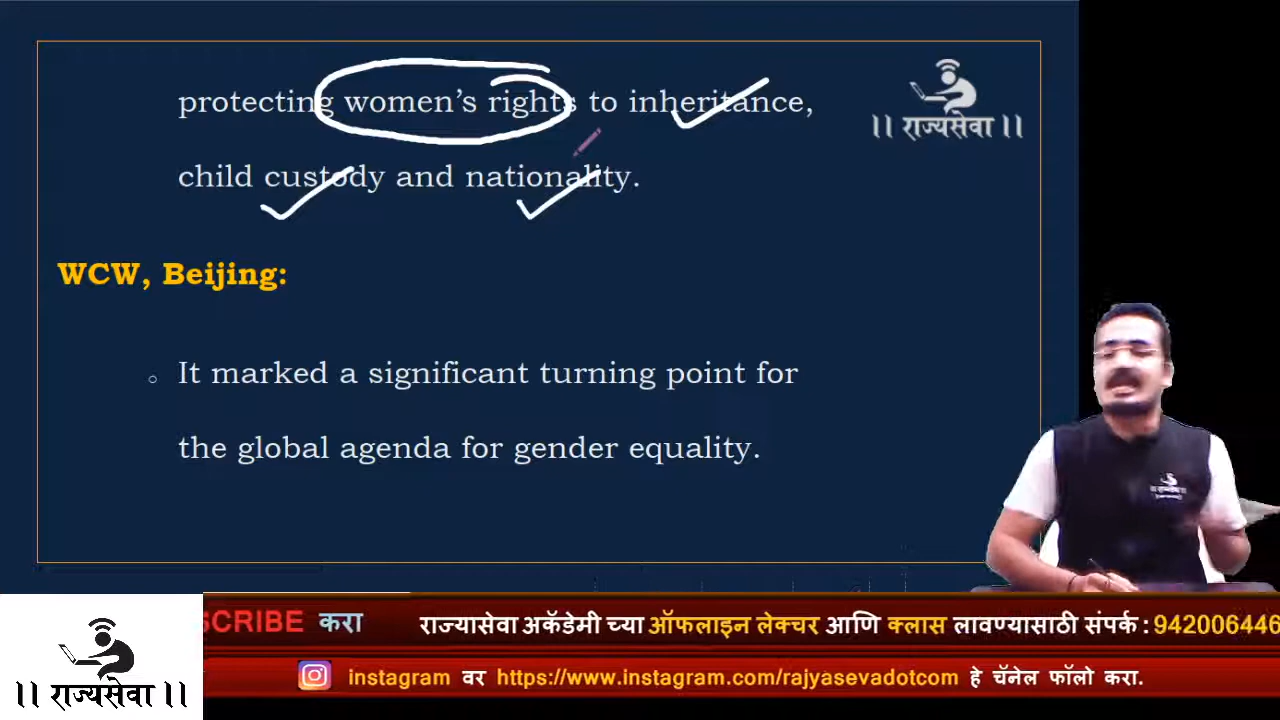 protecting women's rights to inheritance,
child custody and nationality.
|| राज्यसेवा ||
WCW, Beijing:
It marked a significant turning point for
the global agenda for gender equality.
|| राज्यसेवा ||
SCRIBE करा
राज्यासेवा अकॅडेमी च्या ऑफलाइन लेक्चर आणि क्लास लावण्यासाठी संपर्क : 942006446
instagram वर https://www.instagram.com/rajyasevadotcom हे चॅनेल फॉलो करा.
|| राज्यसेवा ||